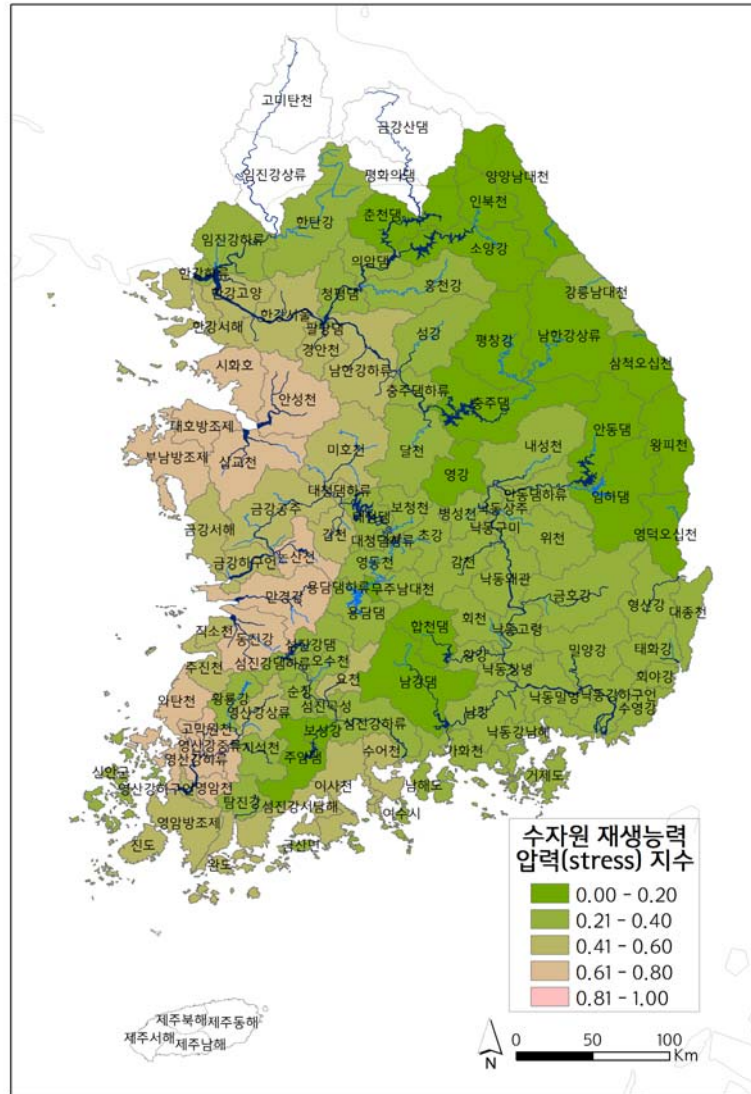 고미탄천
금강산댐
임진강상류
평화의댐
양양남대천
인북천
춘천댐
한탄강
임진강하류
소양강
의암댐
한강하류
한강고양
청평댐
홍천강
강릉남대천
한강서울
한강서해
팔당댐
섬강
평창강
남한강상류
경안천
시화호
남한강하류
삼척오십천
충주댐하류
안성천
충주댐
대호방조제
안동댐
미호천
달천
내성천
왕피천
부남방조제
삽교천
영강
대청댐하류
안동댐하류
임하댐
금강공주
보청천
병성천
낙동상주
대청댐
금강서해
영덕오십천
갑천
대청댐상류
초강
낙동구미
위천
논산천
영동천
감천
금강하구언
낙동왜관
용담댐하류
무주남대천
만경강
금호강
형산강
대종천
용담댐
회천
합천댐
직소천
동진강
낙동고령
섬진강댐
황강
밀양강
태화강
섬진강댐하류
오수천
주진천
낙동창녕
회야강
요천
남강댐
와탄천
황룡강
순창
낙동밀양
낙동강하구언
영산강상류
섬진곡성
남강
수영강
고막원천
보성강
섬진강하류
낙동강남해
영산강중류
지석천
수어천
가화천
영산강하류
주암댐
거제도
신안군
영산강하구언
영암천
이사천
남해도
탐진강
섬진강서남해
여수시
영암방조제
진도
금산면
완도
수자원 재생능력
압력(stress) 지수
0.00 - 0.20
0.21 - 0.40
0.41 - 0.60
0.61 - 0.80
0.81 - 1.00
제주북해
제주동해
제주서해
제주남해
N
0 50 100
Km